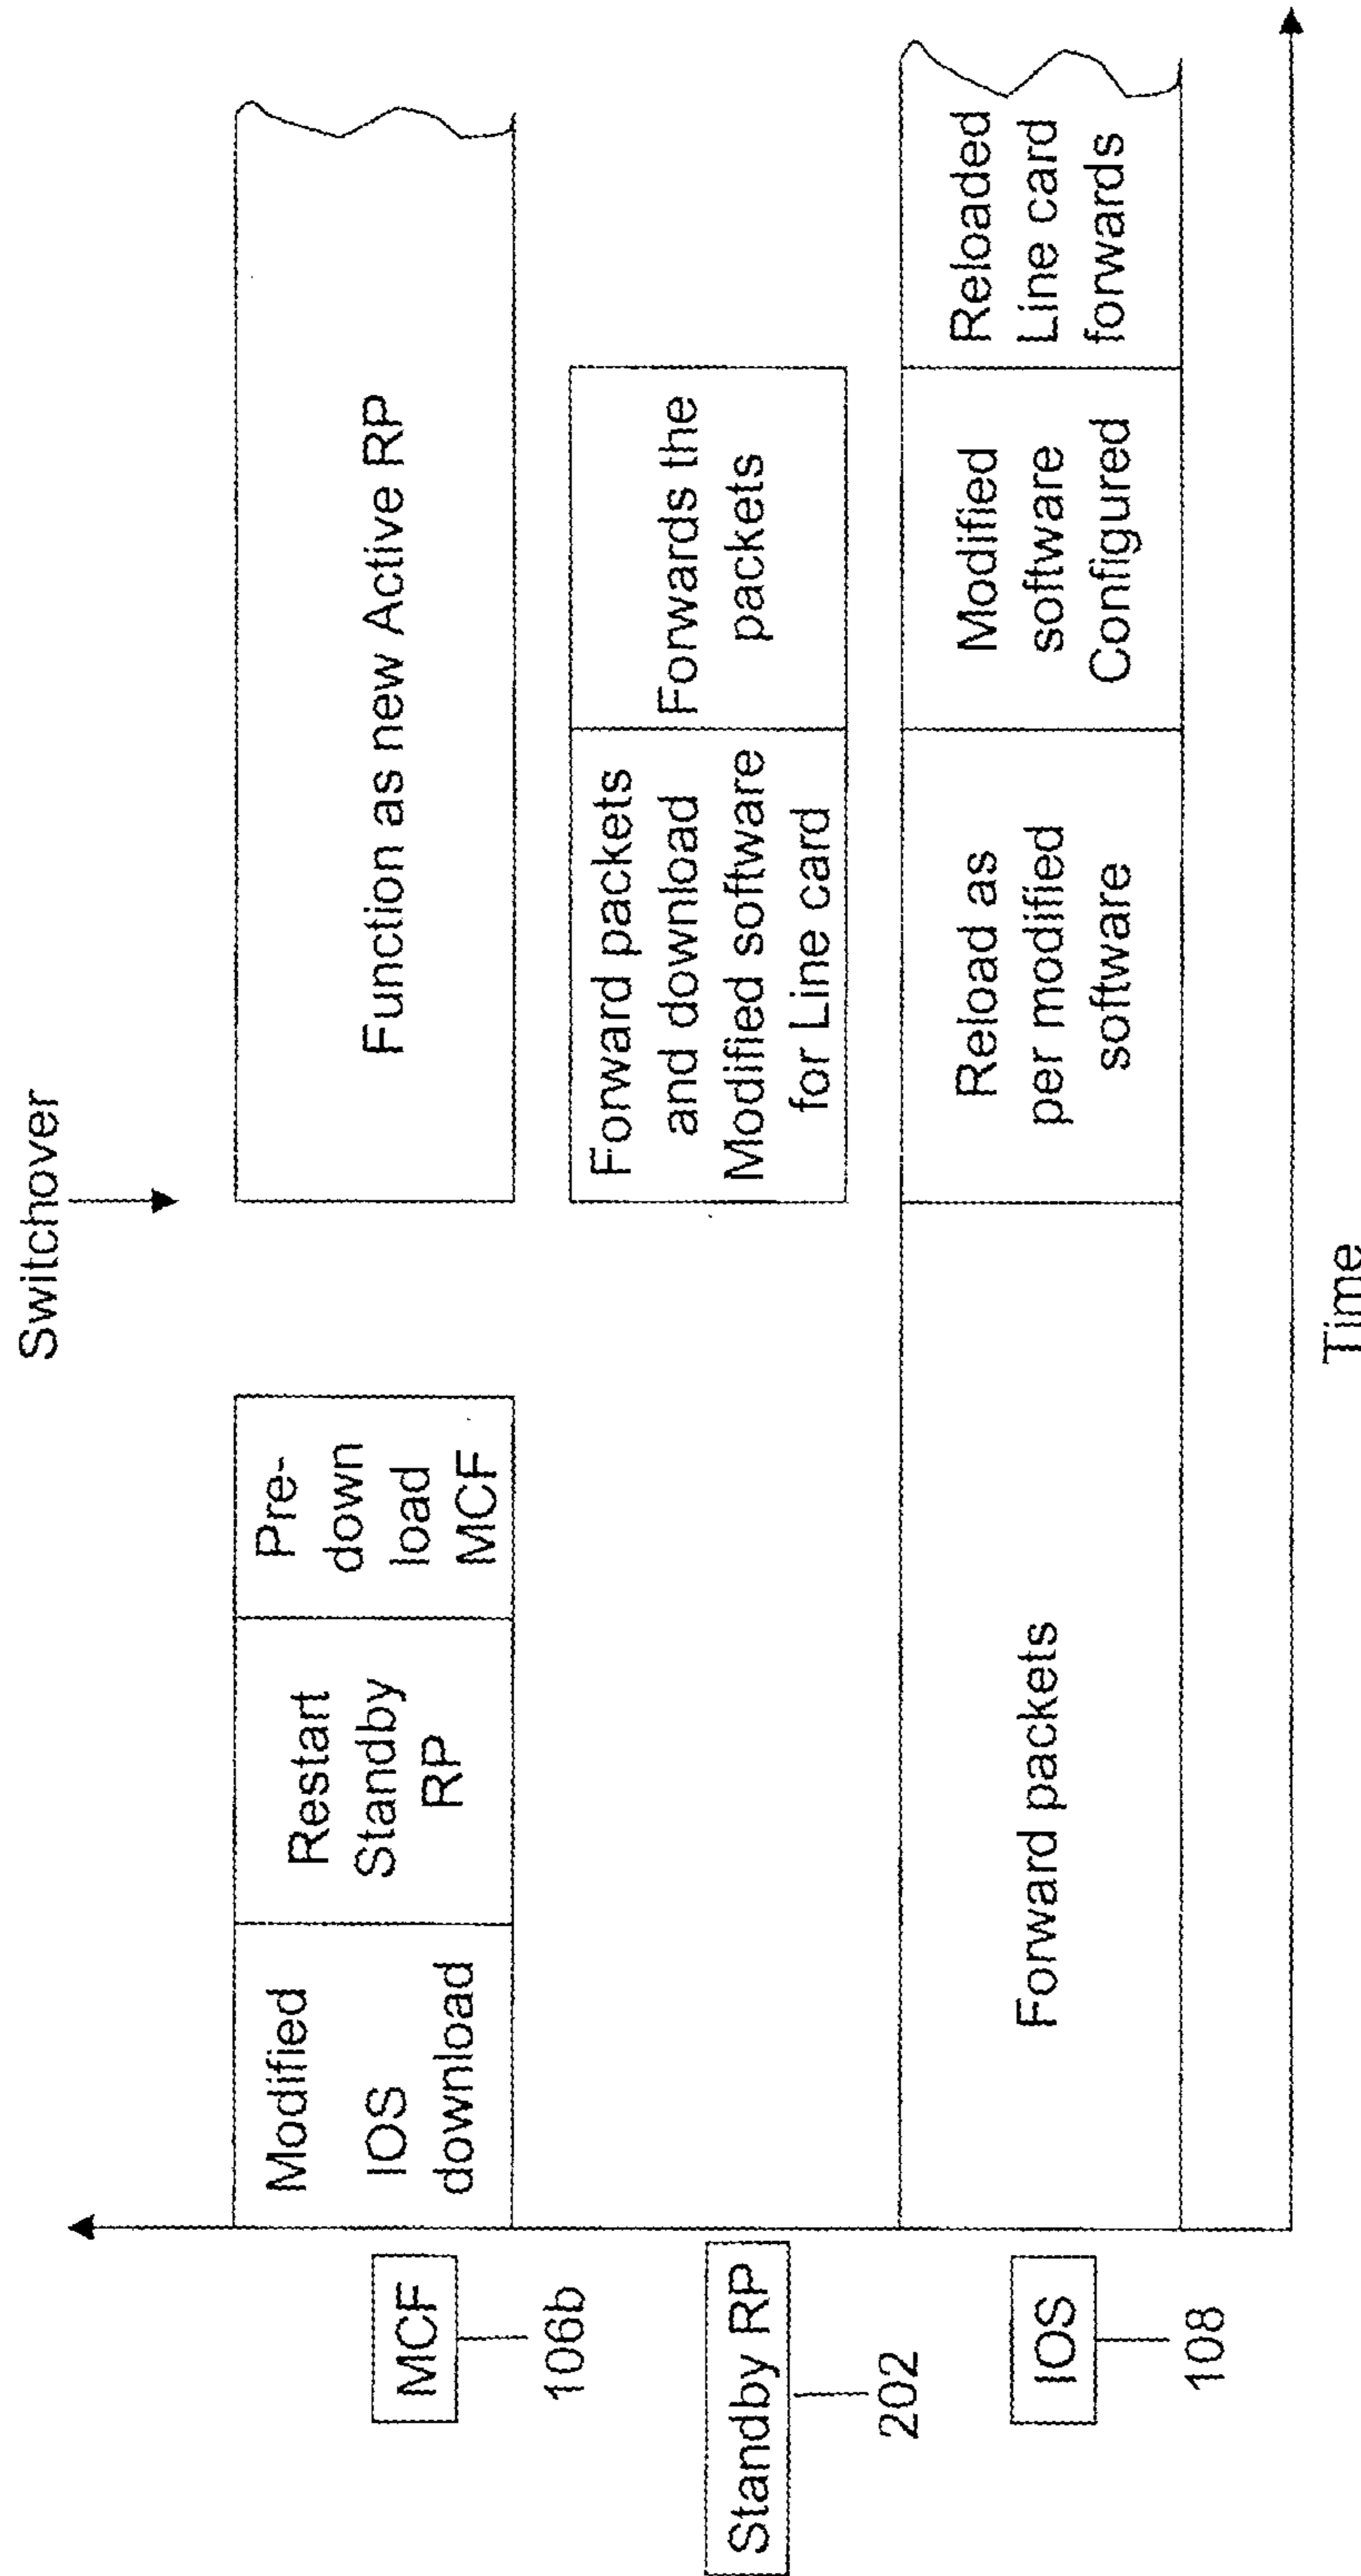 Switchover
MCF
106b
Modified
IOS
download
Restart
Standby
RP
Pre-
down
load
MCF
Function as new Active RP
Standby RP
202
Forward packets
and download
Modified software
for Line card
Forwards the
packets
IOS
108
Forward packets
Reload as
per modified
software
Modified
software
Configured
Reloaded
Line card
forwards
Time